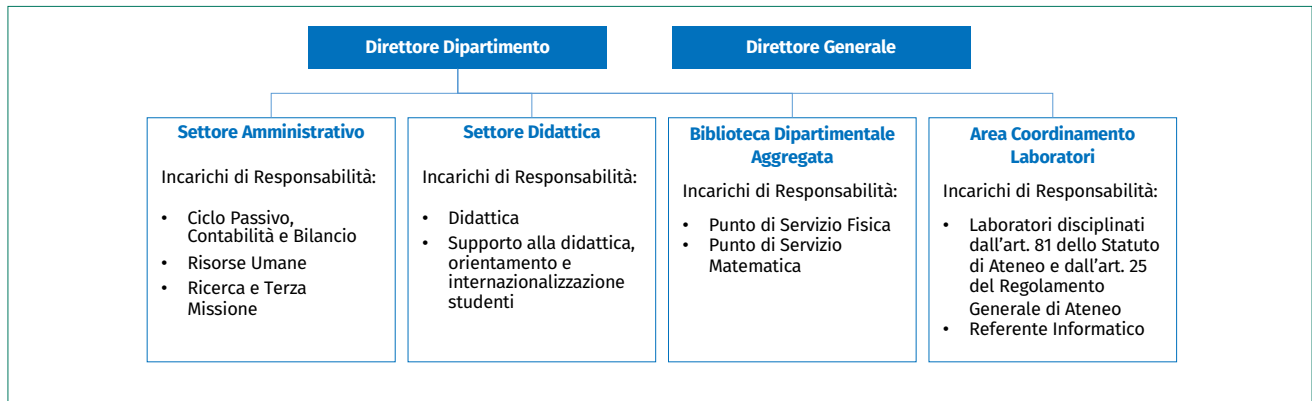 Direttore Dipartimento
Direttore Generale
Settore Amministrativo
Incarichi di Responsabilità:
• Ciclo Passivo,
Contabilità e Bilancio
• Risorse Umane
• Ricerca e Terza
Missione
Settore Didattica
Incarichi di Responsabilità:
• Didattica
• Supporto alla didattica,
orientamento e
internazionalizzazione
studenti
Biblioteca Dipartimentale
Aggregata
Incarichi di Responsabilità:
• Punto di Servizio Fisica
• Punto di Servizio
Matematica
Area Coordinamento
Laboratori
Incarichi di Responsabilità:
• Laboratori disciplinati
dall’art. 81 dello Statuto
di Ateneo e dall’art. 25
del Regolamento
Generale di Ateneo
• Referente Informatico